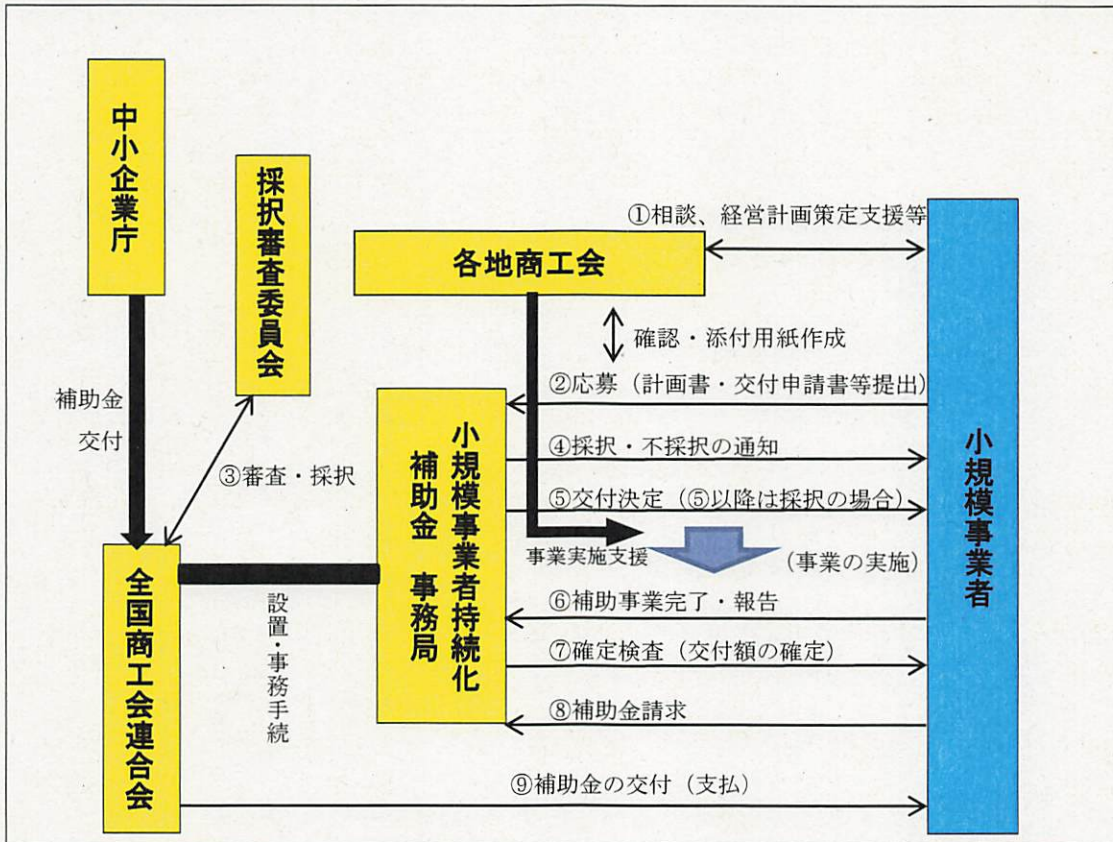 中小企業庁
採択審査委員会
①相談、経営計画策定支援等
各地商工会
確認・添付用紙作成
補助金
交付
②応募（計画書・交付申請書等提出）
③審査・採択
④採択・不採択の通知
⑤交付決定（⑤以降は採択の場合）
小規模事業者持続化
補助金　事務局
小規模事業者
事業実施支援
（事業の実施）
全国商工会連合会
設置・事務手続
⑥補助事業完了・報告
⑦確定検査（交付額の確定）
⑧補助金請求
⑨補助金の交付（支払）